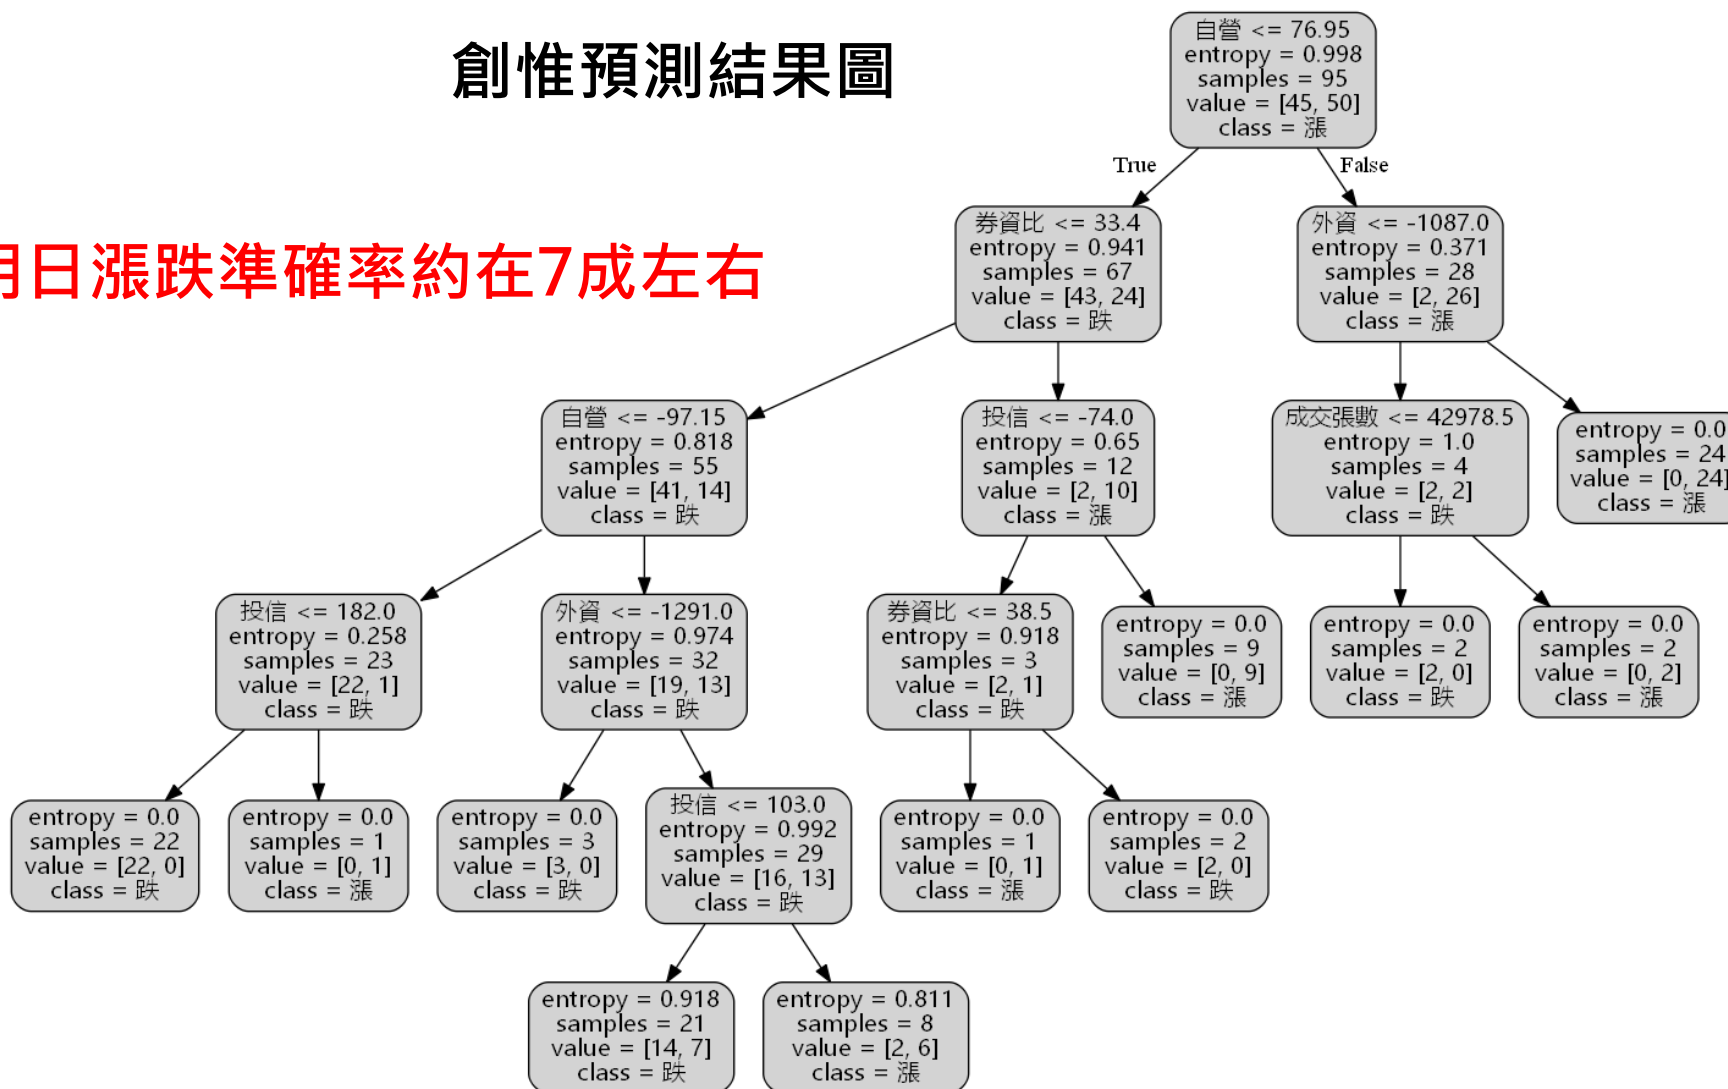 創惟預測結果圖
明日漲跌準確率約在7成左右
自營 <= 76.95
entropy = 0.998
samples = 95
value = [45, 50]
class = 漲
True
False
券資比 <= 33.4
entropy = 0.941
samples = 67
value = [43, 24]
class = 跌
外資 <= -1087.0
entropy = 0.371
samples = 28
value = [2, 26]
class = 漲
自營 <= -97.15
entropy = 0.818
samples = 55
value = [41, 14]
class = 跌
投信 <= -74.0
entropy = 0.65
samples = 12
value = [2, 10]
class = 漲
成交張數 <= 42978.5
entropy = 1.0
samples = 4
value = [2, 2]
class = 跌
entropy = 0.0
samples = 24
value = [0, 24]
class = 漲
投信 <= 182.0
entropy = 0.258
samples = 23
value = [22, 1]
class = 跌
外資 <= -1291.0
entropy = 0.974
samples = 32
value = [19, 13]
class = 跌
券資比 <= 38.5
entropy = 0.918
samples = 3
value = [2, 1]
class = 跌
entropy = 0.0
samples = 9
value = [0, 9]
class = 漲
entropy = 0.0
samples = 2
value = [2, 0]
class = 跌
entropy = 0.0
samples = 2
value = [0, 2]
class = 漲
entropy = 0.0
samples = 22
value = [22, 0]
class = 跌
entropy = 0.0
samples = 1
value = [0, 1]
class = 漲
entropy = 0.0
samples = 3
value = [3, 0]
class = 跌
投信 <= 103.0
entropy = 0.992
samples = 29
value = [16, 13]
class = 跌
entropy = 0.0
samples = 1
value = [0, 1]
class = 漲
entropy = 0.0
samples = 2
value = [2, 0]
class = 跌
entropy = 0.918
samples = 21
value = [14, 7]
class = 跌
entropy = 0.811
samples = 8
value = [2, 6]
class = 漲